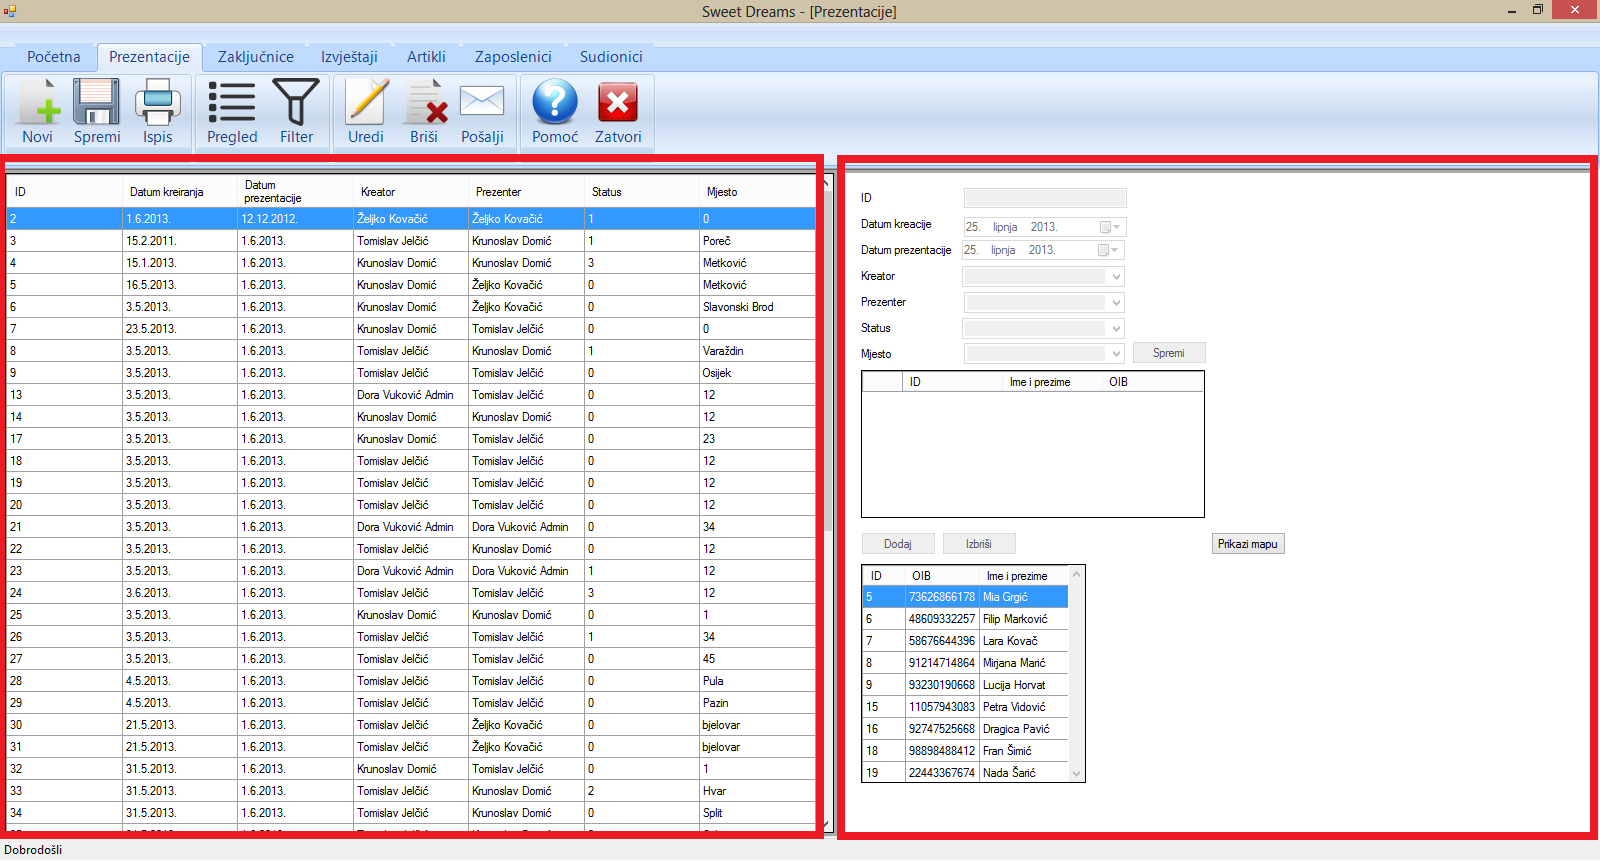 Sweet Dreams - [Prezentacije]
Početna Prezentacije Zaključnice Izvještaji Artikli Zaposlenici Sudionici
Novi Spremi Ispis Pregled Filter Uredi Briši Pošalji Pomoć Zatvori
ID Datum kreiranja Datum prezentacije Kreator Prezenter Status Mjesto
2 1.6.2013. 12.12.2012. Željko Kovačić Željko Kovačić 1 0
3 15.2.2011. 1.6.2013. Tomislav Jelčić Krunoslav Domić 1 Poreč
4 15.1.2013. 1.6.2013. Krunoslav Domić Krunoslav Domić 3 Metković
5 16.5.2013. 1.6.2013. Krunoslav Domić Željko Kovačić 0 Metković
6 3.5.2013. 1.6.2013. Krunoslav Domić Željko Kovačić 0 Slavonski Brod
7 23.5.2013. 1.6.2013. Krunoslav Domić Tomislav Jelčić 0 0
8 3.5.2013. 1.6.2013. Tomislav Jelčić Krunoslav Domić 1 Varaždin
9 3.5.2013. 1.6.2013. Tomislav Jelčić Tomislav Jelčić 0 Osijek
13 3.5.2013. 1.6.2013. Dora Vuković Admin Tomislav Jelčić 0 12
14 3.5.2013. 1.6.2013. Krunoslav Domić Krunoslav Domić 0 12
17 3.5.2013. 1.6.2013. Krunoslav Domić Tomislav Jelčić 0 23
18 3.5.2013. 1.6.2013. Tomislav Jelčić Tomislav Jelčić 0 12
19 3.5.2013. 1.6.2013. Tomislav Jelčić Tomislav Jelčić 0 12
20 3.5.2013. 1.6.2013. Tomislav Jelčić Tomislav Jelčić 0 12
21 3.5.2013. 1.6.2013. Dora Vuković Admin Dora Vuković Admin 0 34
22 3.5.2013. 1.6.2013. Tomislav Jelčić Krunoslav Domić 0 12
23 3.5.2013. 1.6.2013. Dora Vuković Admin Dora Vuković Admin 1 12
24 3.6.2013. 1.6.2013. Tomislav Jelčić Tomislav Jelčić 3 12
25 3.5.2013. 1.6.2013. Krunoslav Domić Krunoslav Domić 0 1
26 3.5.2013. 1.6.2013. Tomislav Jelčić Tomislav Jelčić 1 34
27 3.5.2013. 1.6.2013. Tomislav Jelčić Tomislav Jelčić 0 45
28 4.5.2013. 1.6.2013. Tomislav Jelčić Tomislav Jelčić 0 Pula
29 4.5.2013. 1.6.2013. Tomislav Jelčić Tomislav Jelčić 0 Pazin
30 21.5.2013. 1.6.2013. Tomislav Jelčić Željko Kovačić 0 bjelovar
31 21.5.2013. 1.6.2013. Tomislav Jelčić Željko Kovačić 0 bjelovar
32 31.5.2013. 1.6.2013. Krunoslav Domić Tomislav Jelčić 0 1
33 31.5.2013. 1.6.2013. Tomislav Jelčić Krunoslav Domić 2 Hvar
34 31.5.2013. 1.6.2013. Tomislav Jelčić Krunoslav Domić 0 Split
ID
Datum kreacije 25. lipnja 2013.
Datum prezentacije 25. lipnja 2013.
Kreator
Prezenter
Status
Mjesto Spremi
ID Ime i prezime OIB
Dodaj Izbriši Prikazi mapu
ID OIB Ime i prezime
5 73626866178 Mia Grgić
6 48609332257 Filip Marković
7 58676644396 Lara Kovač
8 91214714864 Mirjana Marić
9 93230190668 Lucija Horvat
15 11057943083 Petra Vidović
16 92747525668 Dragica Pavić
18 98898488412 Fran Šimić
19 22443367674 Nada Šarić
Dobrodošli